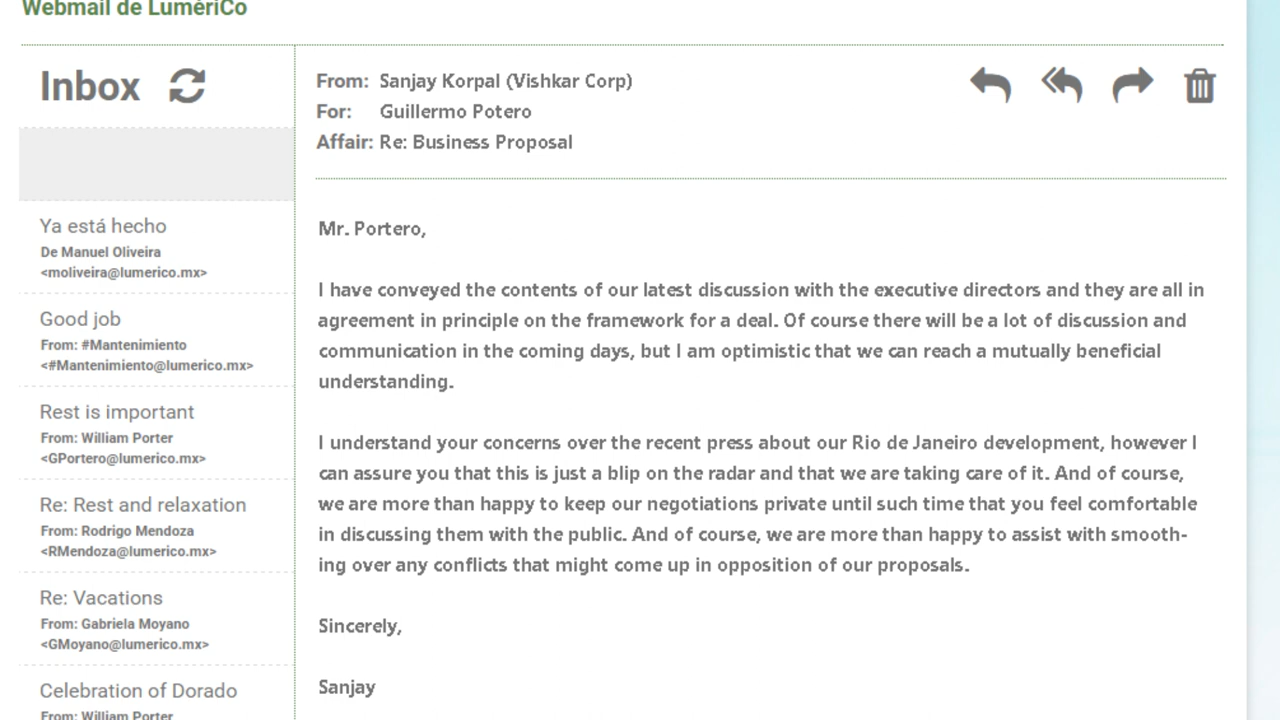 Webmail de LumériCo
Inbox
Ya está hecho
De Manuel Oliveira
<moliveira@lumerico.mx>
Good job
From: #Mantenimiento
<#Mantenimiento@lumerico.mx>
Rest is important
From: William Porter
<GPortero@lumerico.mx>
Re: Rest and relaxation
From: Rodrigo Mendoza
<RMendoza@lumerico.mx>
Re: Vacations
From: Gabriela Moyano
<GMoyano@lumerico.mx>
Celebration of Dorado
From: William Porter
From: Sanjay Korpal (Vishkar Corp)
For: Guillermo Potero
Affair: Re: Business Proposal
Mr. Portero,
I have conveyed the contents of our latest discussion with the executive directors and they are all in
agreement in principle on the framework for a deal. Of course there will be a lot of discussion and
communication in the coming days, but I am optimistic that we can reach a mutually beneficial
understanding.
I understand your concerns over the recent press about our Rio de Janeiro development, however I
can assure you that this is just a blip on the radar and that we are taking care of it. And of course,
we are more than happy to keep our negotiations private until such time that you feel comfortable
in discussing them with the public. And of course, we are more than happy to assist with smooth-
ing over any conflicts that might come up in opposition of our proposals.
Sincerely,
Sanjay